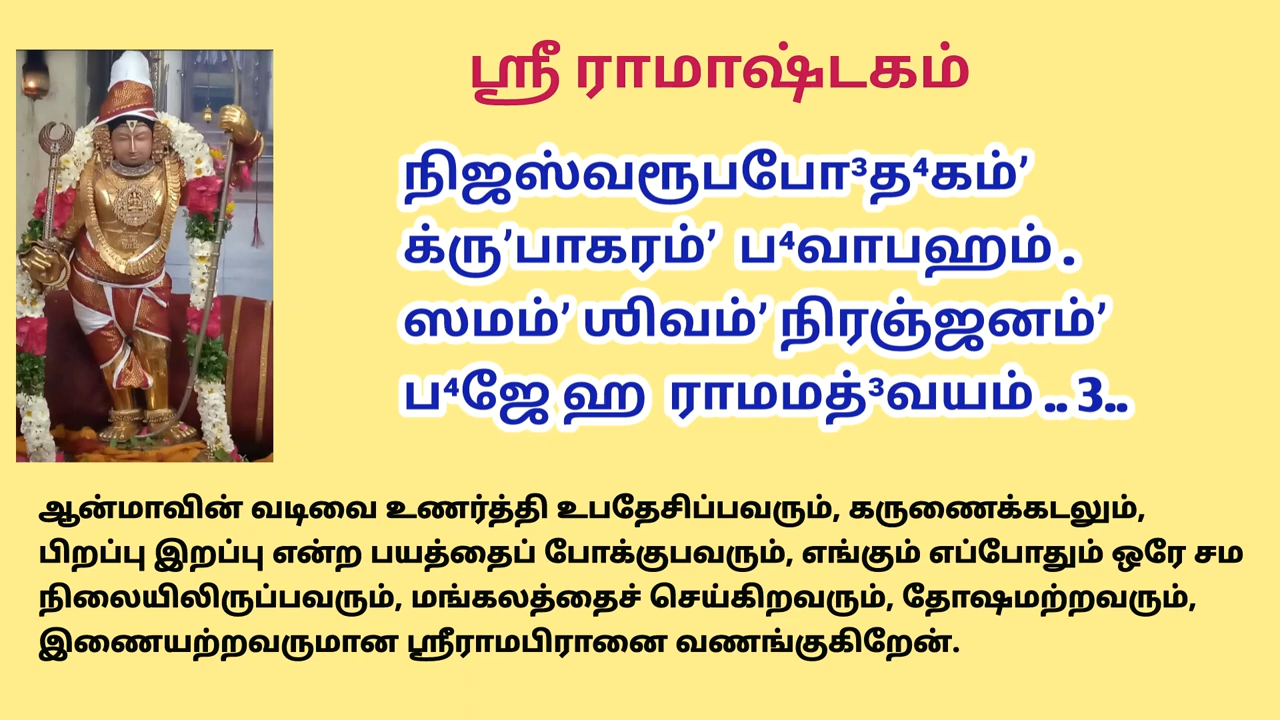 ஸ்ரீ ராமாஷ்டகம்
நிஜஸ்வரூபபோ³த⁴கம்ʼ
க்ருʼபாகரம்ʼ ப⁴வாபஹம் .
ஸமம்ʼ ஶிவம்ʼ நிரஞ்ஜனம்ʼ
ப⁴ஜே ஹ ராமமத்³வயம் .. 3..
ஆன்மாவின் வடிவை உணர்த்தி உபதேசிப்பவரும், கருணைக்கடலும்,
பிறப்பு இறப்பு என்ற பயத்தைப் போக்குபவரும், எங்கும் எப்போதும் ஒரே சம
நிலையிலிருப்பவரும், மங்கலத்தைச் செய்கிறவரும், தோஷமற்றவரும்,
இணையற்றவருமான ஸ்ரீராமபிரானை வணங்குகிறேன்.